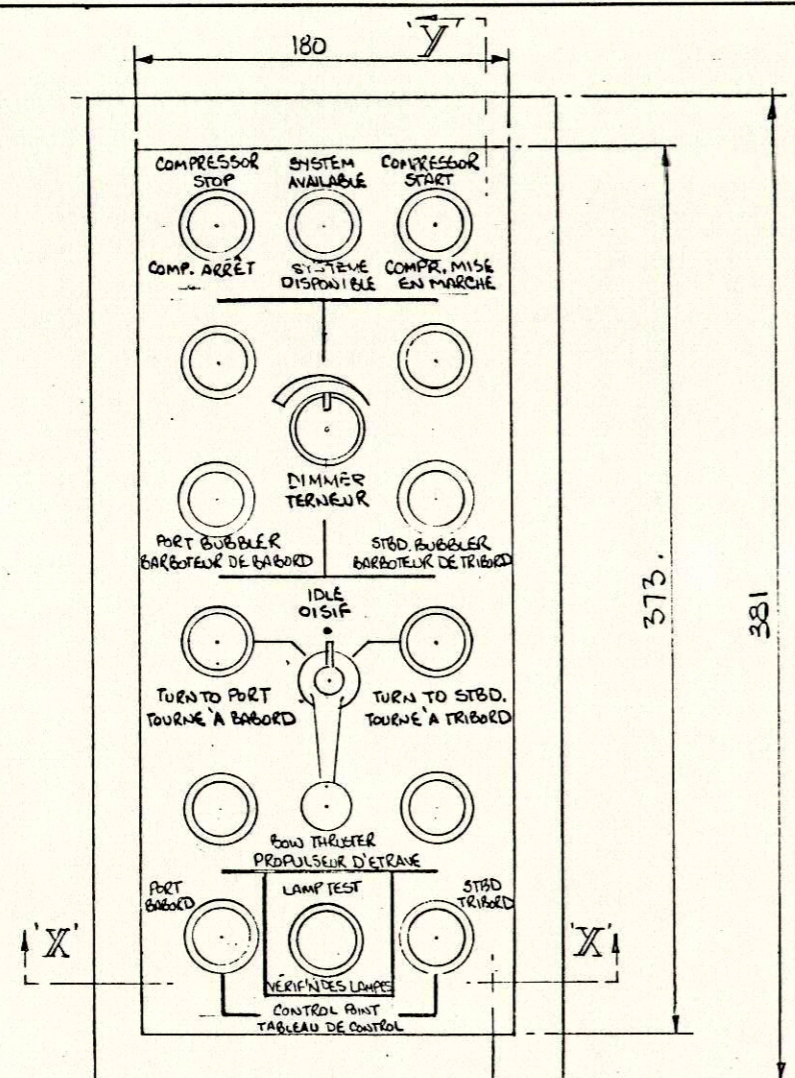 'Y'
180
COMPRESSOR STOP
SYSTEM AVAILABLE
COMPRESSOR START
COMP. ARRÊT
SYSTEME DISPONIBLE
COMPR. MISE EN MARCHE
DIMMER
TERNEUR
PORT BUBBLER
BARBOTEUR DE BABORD
STBD. BUBBLER
BARBOTEUR DE TRIBORD
IDLE
OISIF
TURN TO PORT
TOURNE À BABORD
TURN TO STBD.
TOURNE À TRIBORD
373.
381
BOW THRUSTER
PROPULSEUR D'ETRAVE
PORT
BABORD
LAMP TEST
STBD
TRIBORD
'X'
'X'
VERIF'N DES LAMPES
CONTROL POINT
TABLEAU DE CONTROL